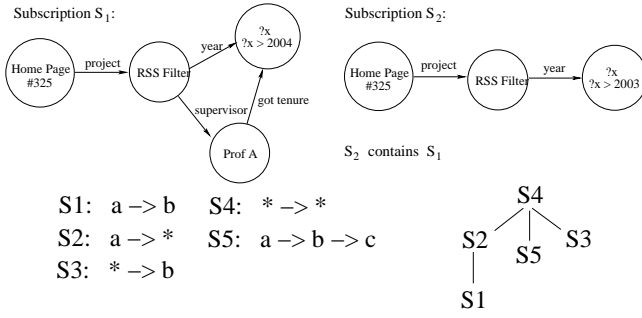 Subscription S1:
Home Page
#325
project
RSS Filter
year
?x
?x > 2004
supervisor
got tenure
Prof A
Subscription S2:
Home Page
#325
project
RSS Filter
year
?x
?x > 2003
S2 contains S1
S1: a –> b
S2: a –> *
S3: * –> b
S4: * –> *
S5: a –> b –> c
S4
S2
S5
S3
S1